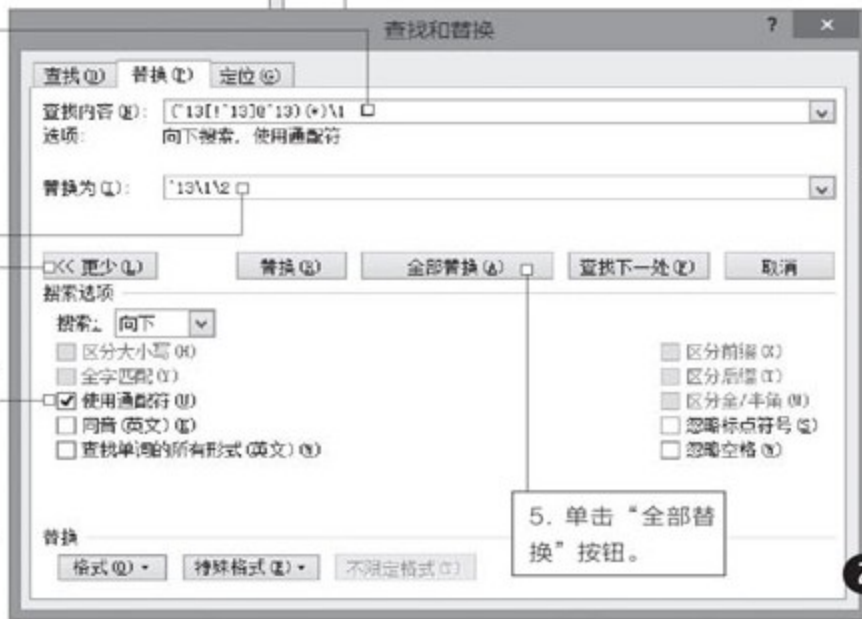 查找和替换 ? ×
查找(D) 替换(P) 定位(G)
查找内容(N): (^13[!^13]@^13)(*)\1
选项: 向下搜索, 使用通配符
替换为(I): ^13\1\2
<< 更少(L) 替换(R) 全部替换(A) 查找下一处(F) 取消
搜索选项
搜索: 向下
区分大小写(H) 区分前缀(X)
全字匹配(Y) 区分后缀(T)
使用通配符(U) 区分全/半角(M)
同音(英文)(K) 忽略标点符号(S)
查找单词的所有形式(英文)(W) 忽略空格(W)
5. 单击“全部替
换”按钮。
替换
格式(O) 特殊格式(E) 不限定格式(T)